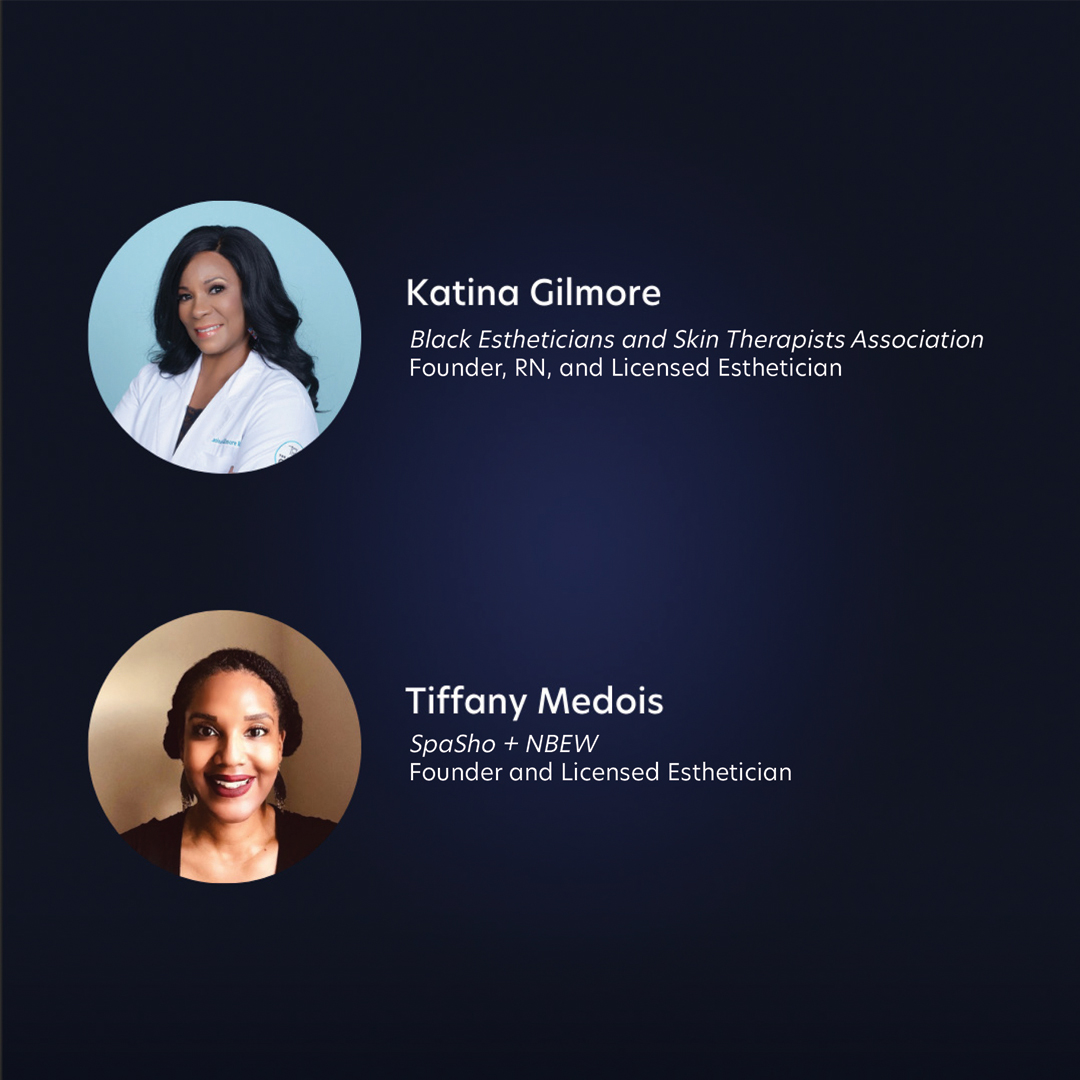 Katina Gilmore
Black Estheticians and Skin Therapists Association
Founder, RN, and Licensed Esthetician
Tiffany Medois
SpaSho + NBEW
Founder and Licensed Esthetician